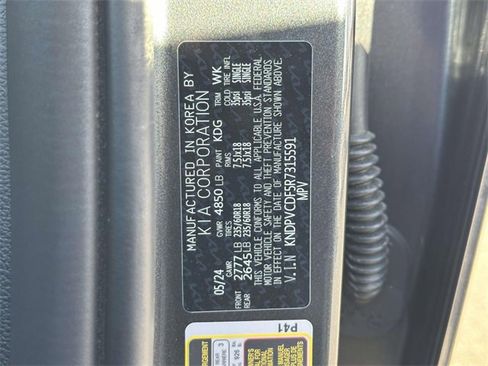 MANUFACTURED IN KOREA BY
KIA CORPORATION
GVWR 4850 LB PAINT KDG TRIM WK
05/24 GAWR TIRES RIMS COLD TIRE INFL
FRONT 2777 LB 235/60R18 7.5Jx18 35psi SINGLE
REAR 2645 LB 235/60R18 7.5Jx18 35psi SINGLE
THIS VEHICLE CONFORMS TO ALL APPLICABLE U.S.A FEDERAL
MOTOR VEHICLE SAFETY AND BUMPER STANDARDS
IN EFFECT ON THE DATE OF MANUFACTURE SHOWN ABOVE.
V.I.N KNDPVCDF5R7315591
MPV
P41